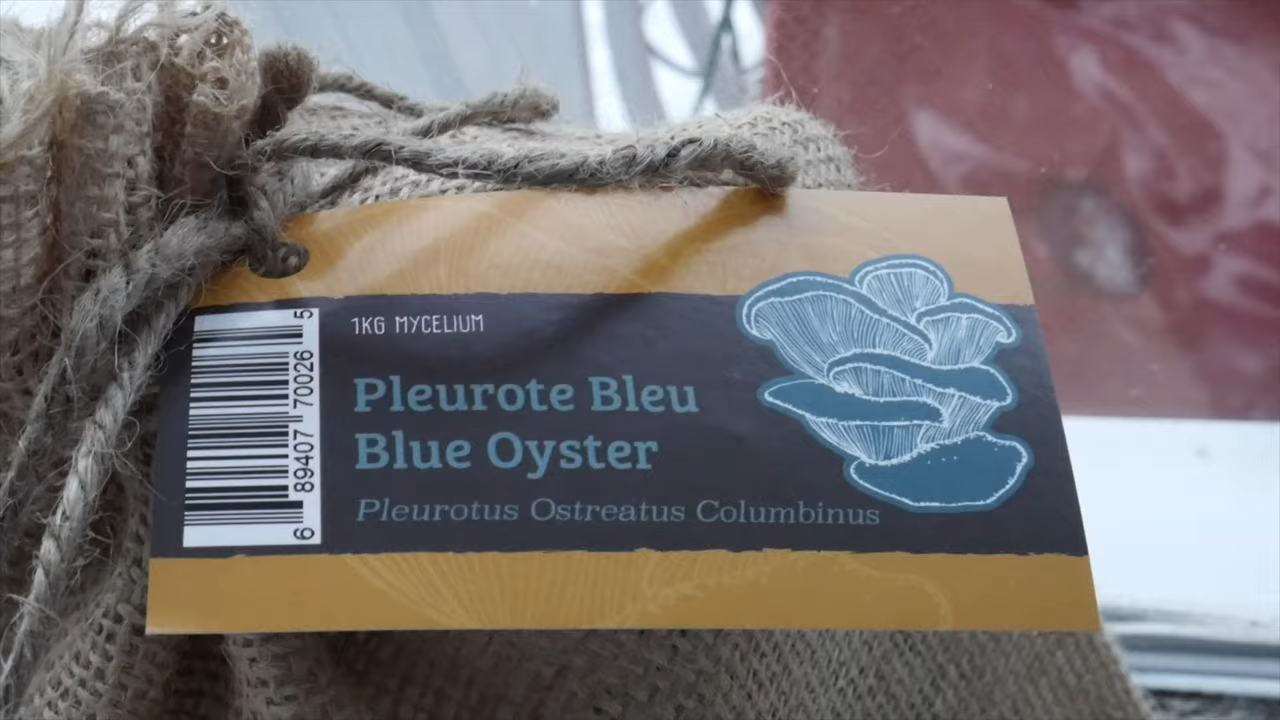 1KG MYCELIUM
Pleurote Bleu
Blue Oyster
Pleurotus Ostreatus Columbinus
6 89407 70026 5